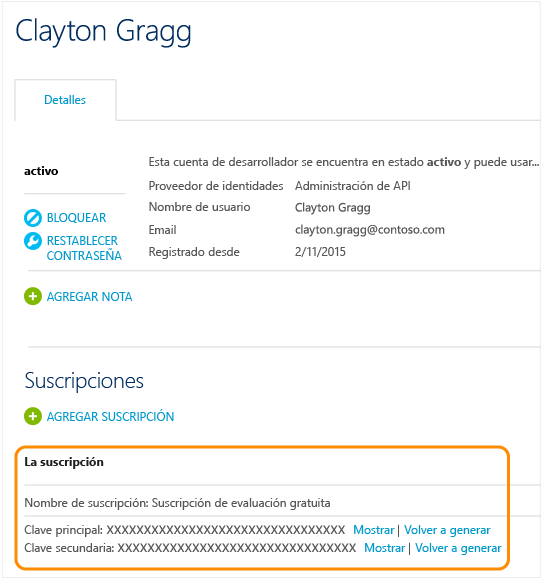 Clayton Gragg
Detalles
activo
Esta cuenta de desarrollador se encuentra en estado activo y puede usar...
Proveedor de identidades Administración de API
Nombre de usuario Clayton Gragg
Email clayton.gragg@contoso.com
Registrado desde 2/11/2015
BLOQUEAR
RESTABLECER
CONTRASEÑA
AGREGAR NOTA
Suscripciones
AGREGAR SUSCRIPCIÓN
La suscripción
Nombre de suscripción: Suscripción de evaluación gratuita
Clave principal: XXXXXXXXXXXXXXXXXXXXXXXXXXXXXXXX Mostrar | Volver a generar
Clave secundaria: XXXXXXXXXXXXXXXXXXXXXXXXXXXXXXXX Mostrar | Volver a generar